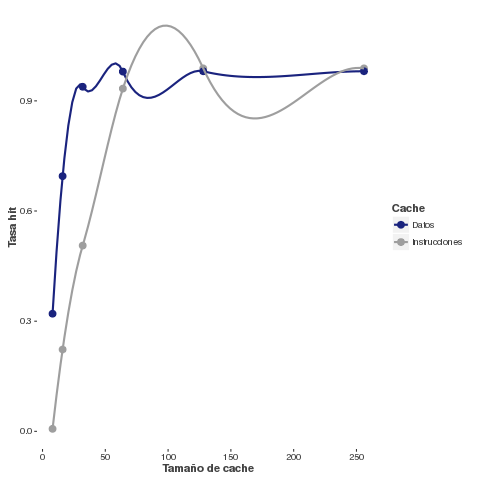 Tasa hit
0.9
0.6
0.3
0.0
0 50 100 150 200 250
Tamaño de cache
Cache
Datos
Instrucciones